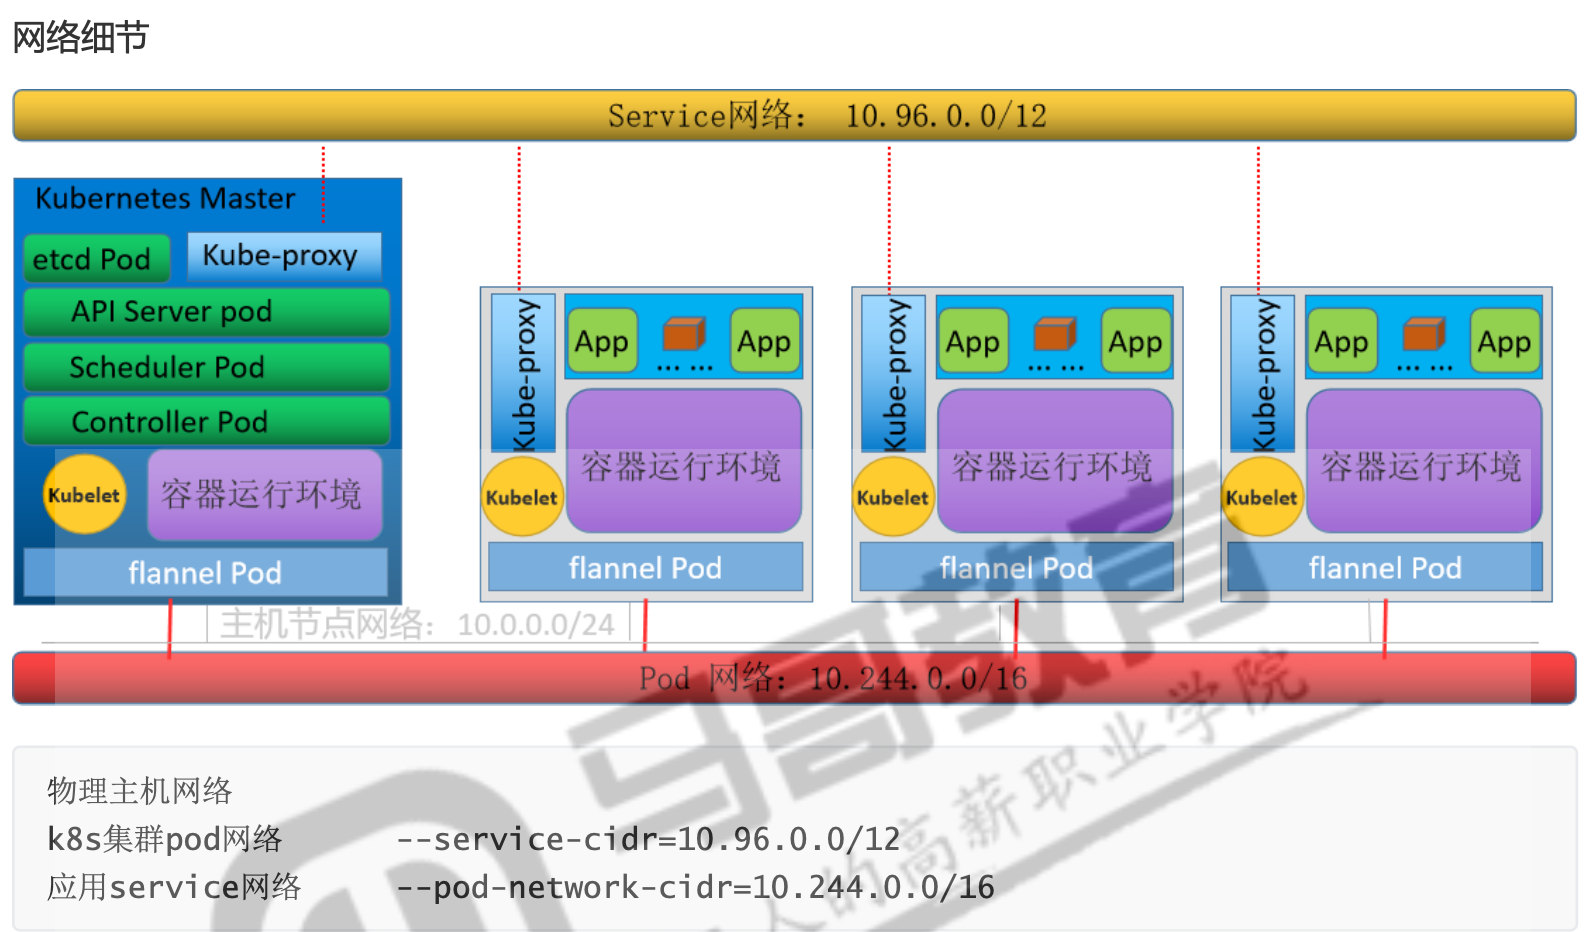 网络细节
Service网络： 10.96.0.0/12
Kubernetes Master
etcd Pod
Kube-proxy
API Server pod
Scheduler Pod
Controller Pod
Kubelet
容器运行环境
flannel Pod
Kube-proxy
App
... ...
App
容器运行环境
Kubelet
flannel Pod
Kube-proxy
App
... ...
App
容器运行环境
Kubelet
flannel Pod
Kube-proxy
App
... ...
App
容器运行环境
Kubelet
flannel Pod
主机节点网络：10.0.0.0/24
Pod 网络：10.244.0.0/16
物理主机网络
k8s集群pod网络 --service-cidr=10.96.0.0/12
应用service网络 --pod-network-cidr=10.244.0.0/16
马哥教育
人的高薪职业学院